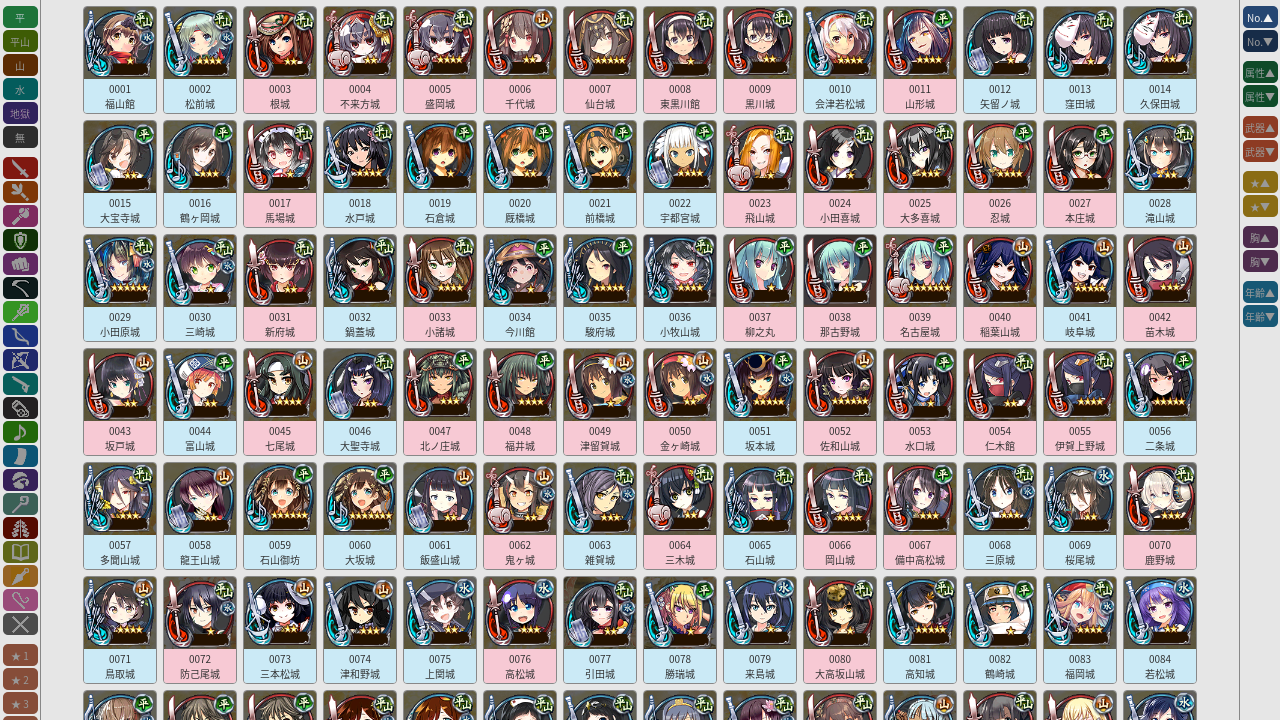 平
平山
山
水
地獄
無
★1
★2
★3
No.▲
No.▼
属性▲
属性▼
武器▲
武器▼
★▲
★▼
胸▲
胸▼
年齢▲
年齢▼
0001 0002 0003 0004 0005 0006 0007 0008 0009 0010 0011 0012 0013 0014
福山館 松前城 根城 不来方城 盛岡城 千代城 仙台城 東黒川館 黒川城 会津若松城 山形城 十二留ノ城 窪田城 久保田城
0015 0016 0017 0018 0019 0020 0021 0022 0023 0024 0025 0026 0027 0028
大宝寺城 鶴ヶ岡城 馬場城 水戸城 石倉城 厩橋城 前橋城 宇都宮城 飛山城 小田喜城 大多喜城 忍城 本庄城 滝山城
0029 0030 0031 0032 0033 0034 0035 0036 0037 0038 0039 0040 0041 0042
小田原城 三崎城 新府城 鍋蓋城 小諸城 今川館 駿府城 小牧山城 柳之丸 那古野城 名古屋城 稲葉山城 岐阜城 苗木城
0043 0044 0045 0046 0047 0048 0049 0050 0051 0052 0053 0054 0055 0056
坂戸城 富山城 七尾城 大聖寺城 北ノ庄城 福井城 津留賀城 金ヶ崎城 坂本城 佐和山城 水口城 仁木館 伊賀上野城 二条城
0057 0058 0059 0060 0061 0062 0063 0064 0065 0066 0067 0068 0069 0070
多聞山城 龍王山城 石山御坊 大坂城 飯盛山城 鬼ヶ城 雑賀城 三木城 石山城 岡山城 備中高松城 三原城 桜尾城 鹿野城
0071 0072 0073 0074 0075 0076 0077 0078 0079 0080 0081 0082 0083 0084
鳥取城 防己尾城 三本松城 津和野城 上関城 高松城 引田城 勝瑞城 来島城 大高坂山城 高知城 鶴崎城 福岡城 若松城